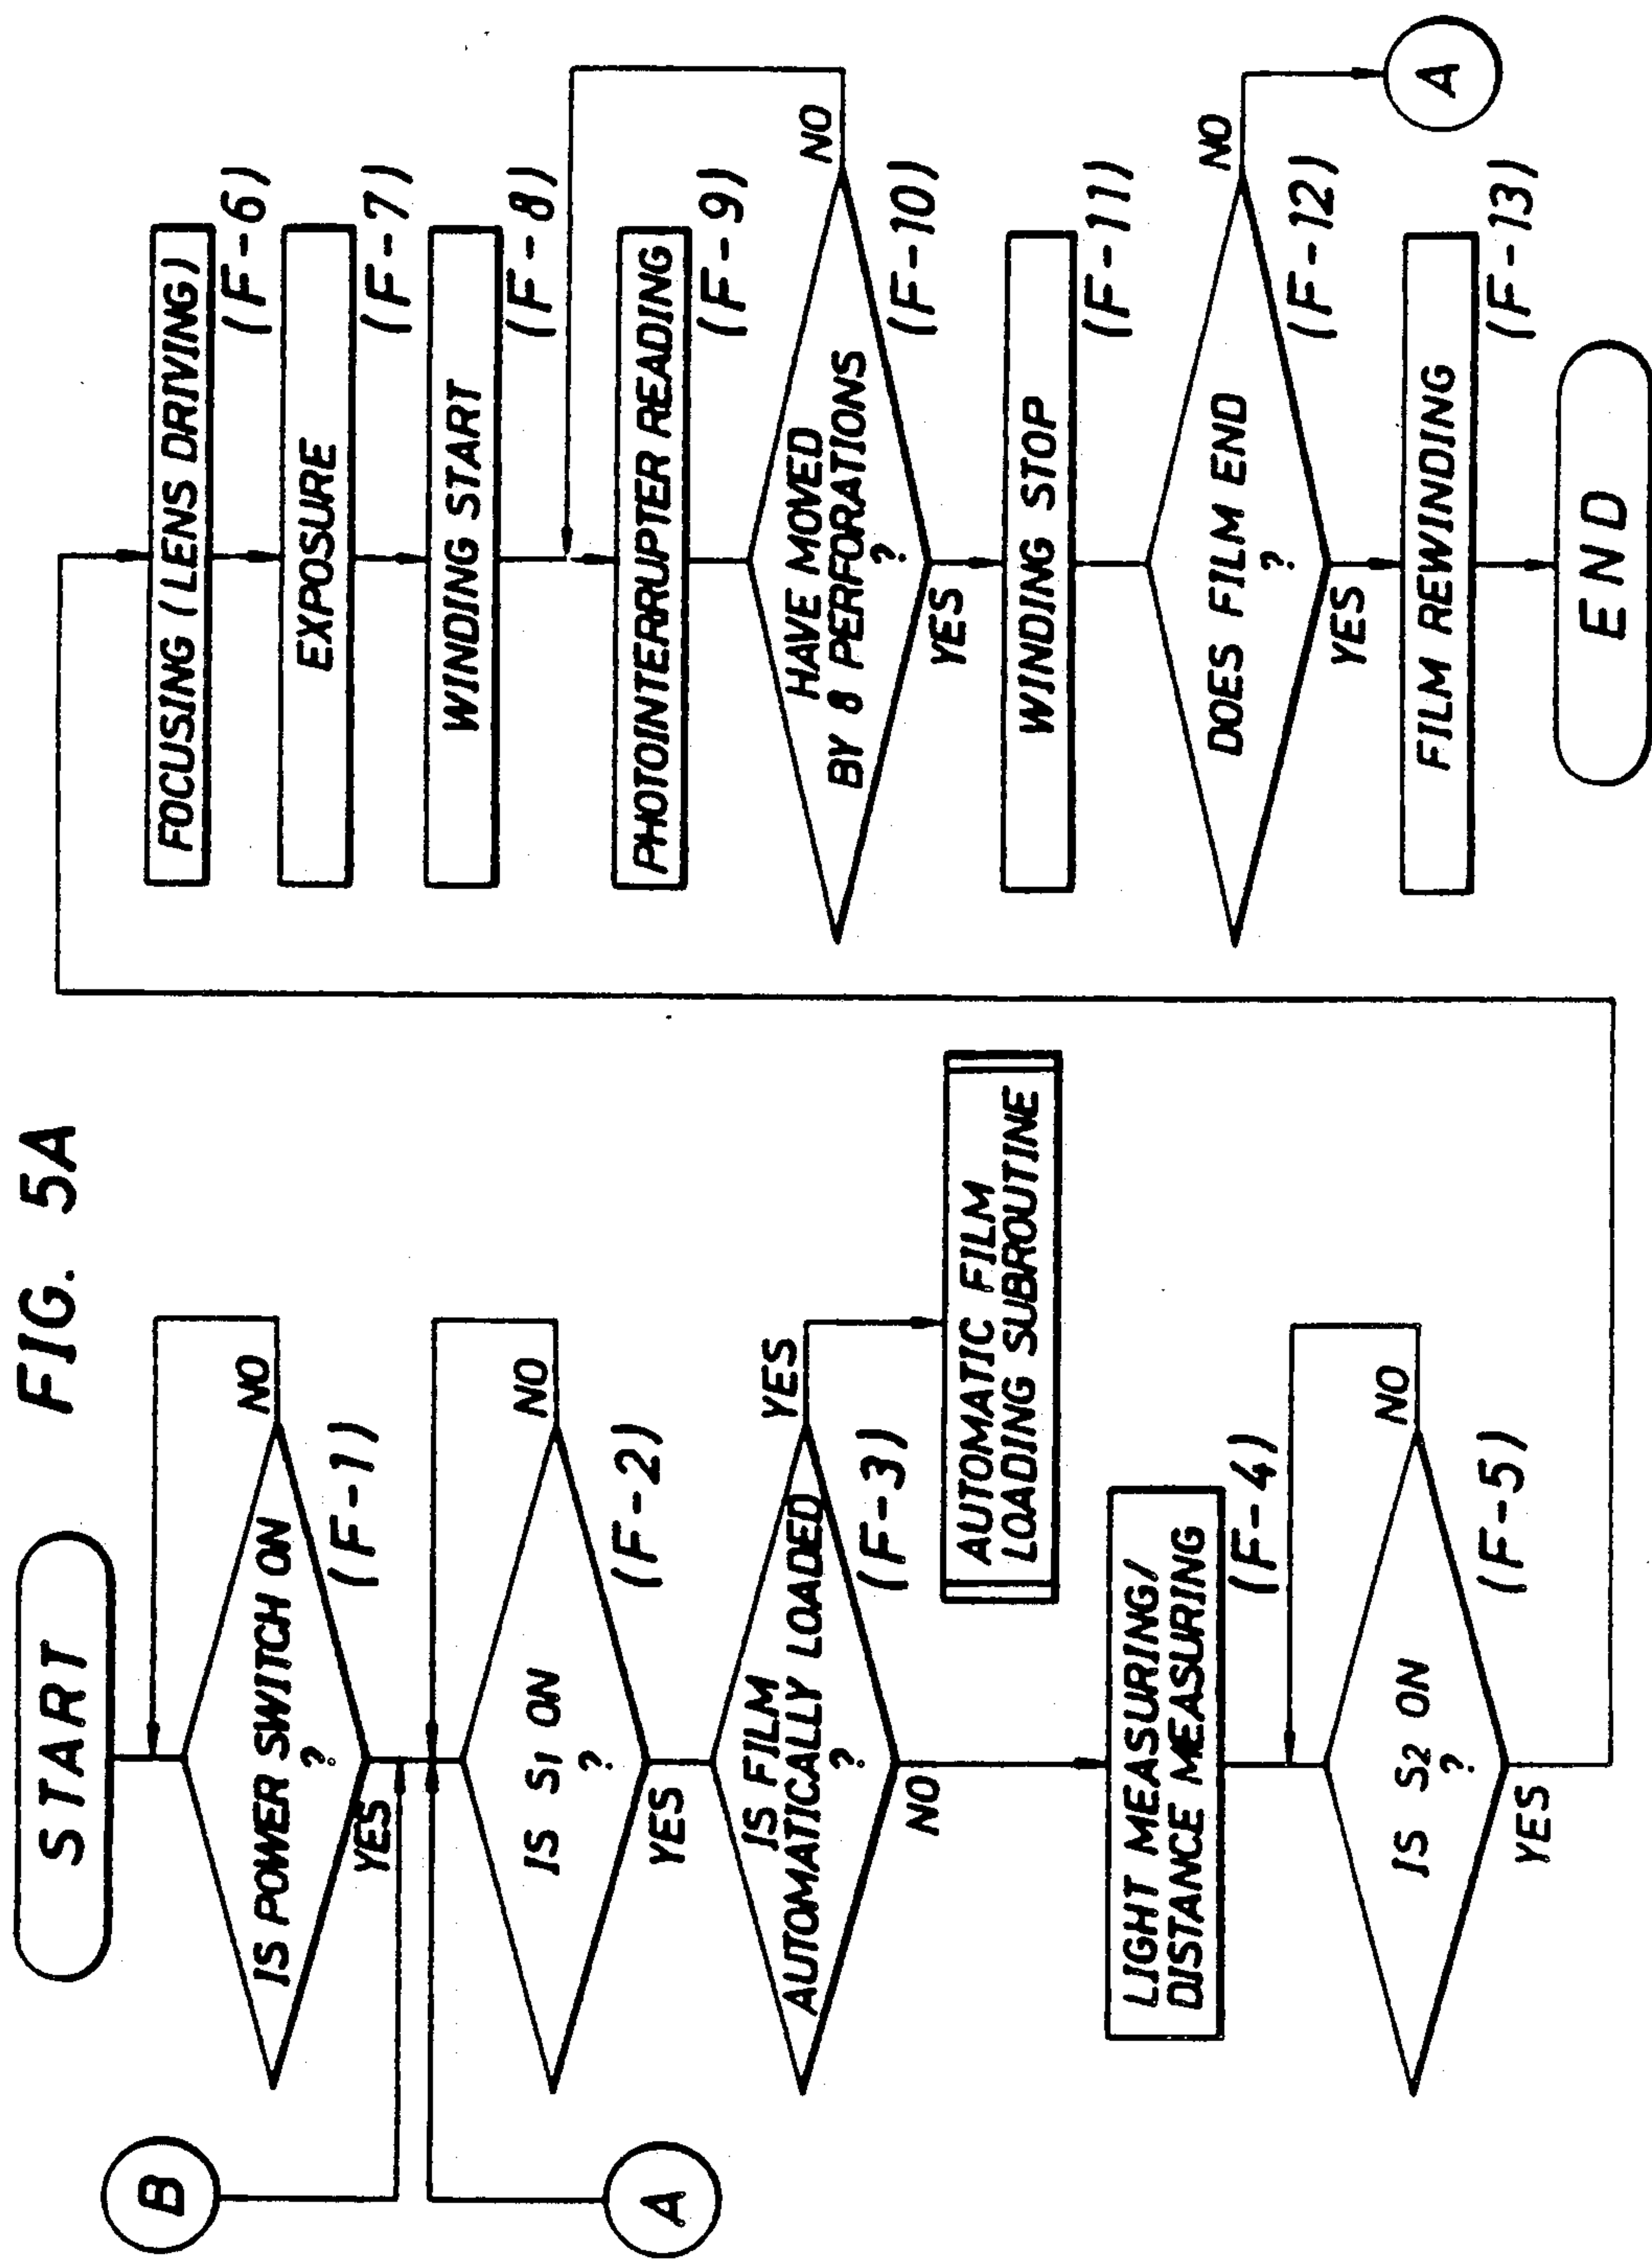 FIG. 5A
START
IS POWER SWITCH ON
?
NO
(F-1)
YES
B
A
IS S1 ON
?
NO
(F-2)
YES
IS FILM
AUTOMATICALLY LOADED
?
YES
(F-3)
NO
AUTOMATIC FILM
LOADING SUBROUTINE
LIGHT MEASURING/
DISTANCE MEASURING
(F-4)
IS S2 ON
?
NO
(F-5)
YES
FOCUSING (LENS DRIVING)
(F-6)
EXPOSURE
(F-7)
WINDING START
(F-8)
PHOTOINTERRUPTER READING
(F-9)
HAVE MOVED
BY 8 PERFORATIONS
?
NO
(F-10)
YES
WINDING STOP
(F-11)
DOES FILM END
?
NO
(F-12)
YES
A
FILM REWINDING
(F-13)
END